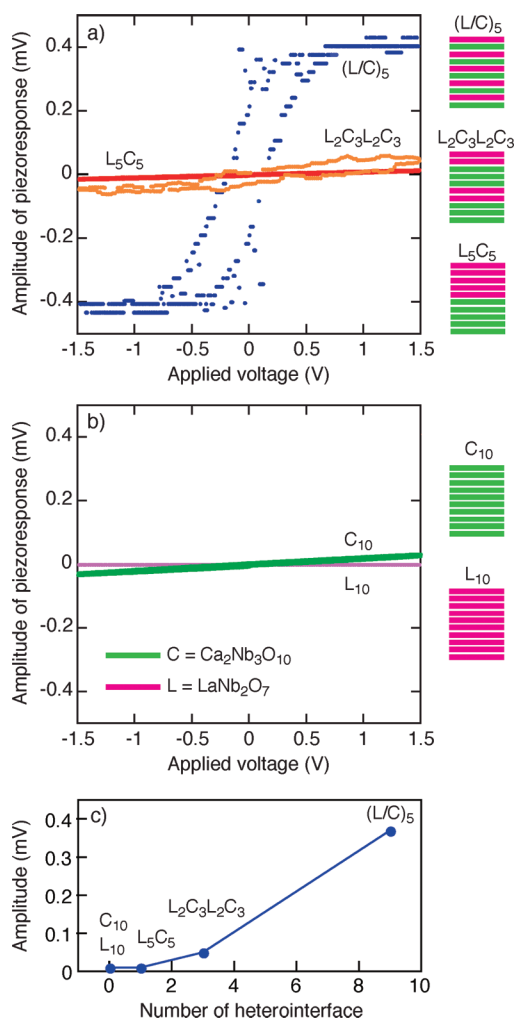 a)
(L/C)₅
L₅C₅
L₂C₃L₂C₃
0.4
0.2
0
-0.2
-0.4
-1.5 -1 -0.5 0 0.5 1 1.5
Amplitude of piezoresponse (mV)
Applied voltage (V)
(L/C)₅
L₂C₃L₂C₃
L₅C₅
b)
C₁₀
L₁₀
C = Ca₂Nb₃O₁₀
L = LaNb₂O₇
0.4
0.2
0
-0.2
-0.4
-1.5 -1 -0.5 0 0.5 1 1.5
Amplitude of piezoresponse (mV)
Applied voltage (V)
C₁₀
L₁₀
c)
(L/C)₅
L₂C₃L₂C₃
C₁₀
L₁₀
L₅C₅
0.4
0.3
0.2
0.1
0
0 2 4 6 8 10
Amplitude (mV)
Number of heterointerface